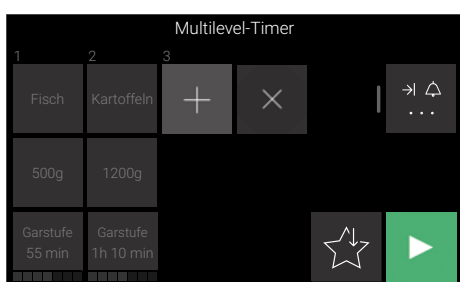 Multilevel-Timer
1 2 3
Fisch Kartoffeln
500g 1200g
Garstufe Garstufe
55 min 1h 10 min